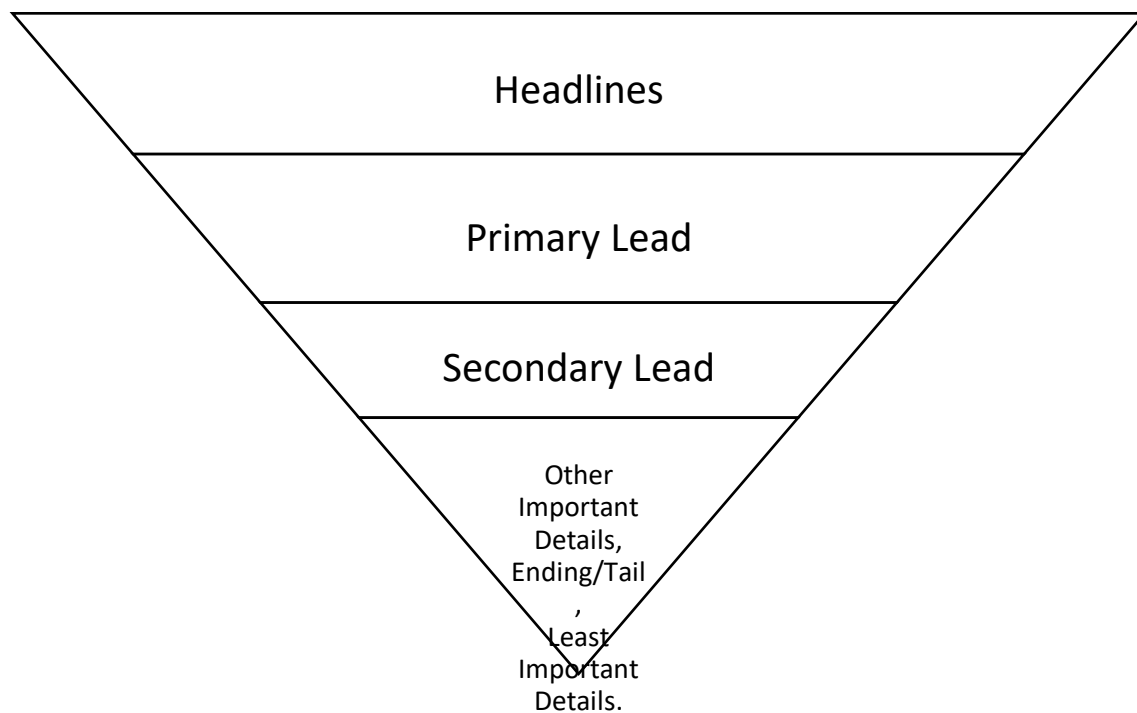 Headlines
Primary Lead
Secondary Lead
Other
Important
Details,
Ending/Tail
,
Least
Important
Details.